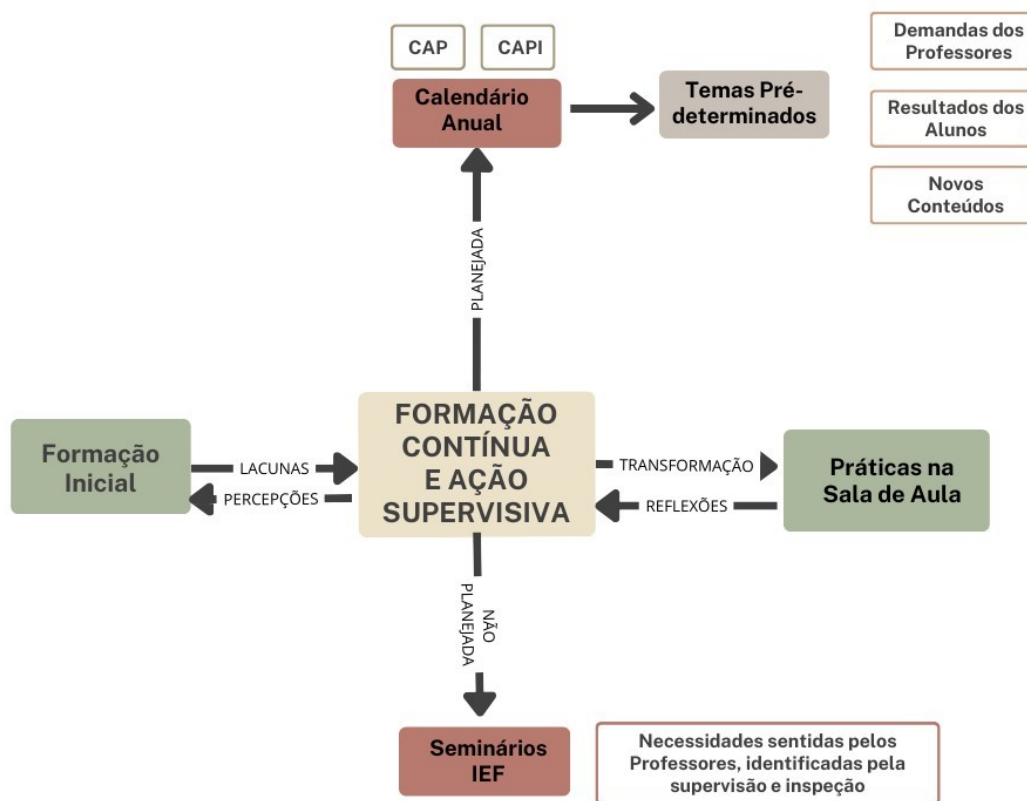 CAP
CAPI
Calendário
Anual
Temas Pré-
determinados
Demandas dos
Professores
Resultados dos
Alunos
Novos
Conteúdos
PLANEJADA
Formação
Inicial
LACUNAS
PERCEPÇÕES
FORMAÇÃO
CONTÍNUA
E AÇÃO
SUPERVISIVA
TRANSFORMAÇÃO
REFLEXÕES
Práticas na
Sala de Aula
NÃO
PLANEJADA
Seminários
IEF
Necessidades sentidas pelos
Professores, identificadas pela
supervisão e inspeção